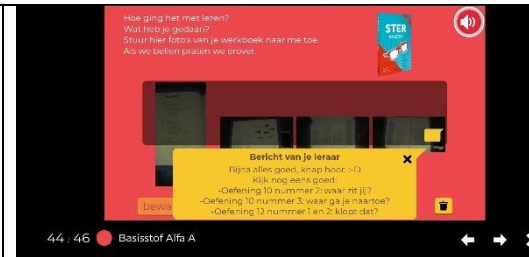 Hoe ging het met lezen?
Wat heb je gedaan?
Stuur hier foto's van je werkboek naar me toe.
Als we bellen praten we erover.
STER
Bericht van je leraar
Bijna alles goed, knap hoor. :-D
Kijk nog eens goed:
-Oefening 10 nummer 2: waar zit jij?
-Oefening 10 nummer 3: waar ga je naartoe?
-Oefening 12 nummer 1 en 2: klopt dat?
bewa
44 / 46 Basisstof Alfa A